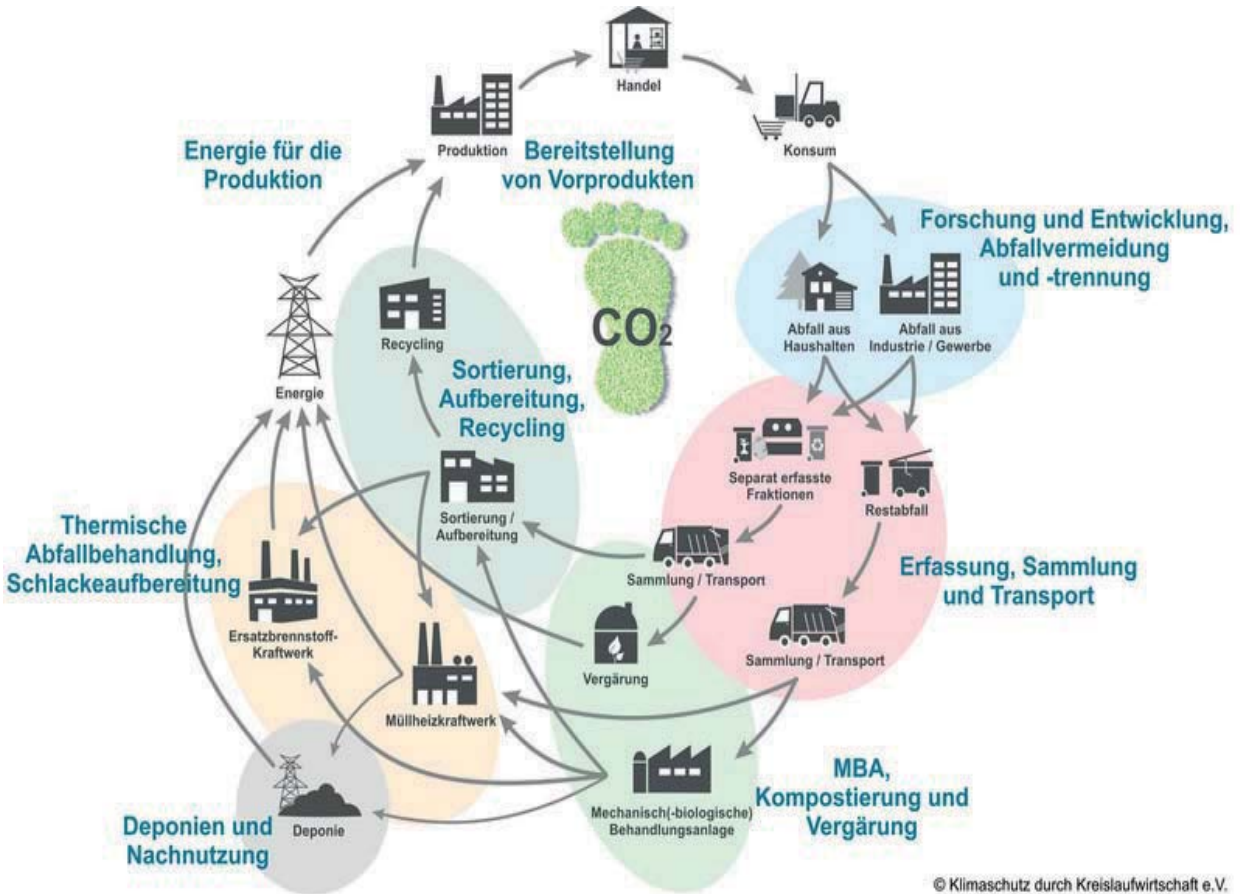 Handel
Produktion
Konsum
Energie für die
Produktion
Bereitstellung
von Vorprodukten
Forschung und Entwicklung,
Abfallvermeidung
und -trennung
CO₂
Abfall aus
Haushalten
Abfall aus
Industrie / Gewerbe
Recycling
Energie
Sortierung,
Aufbereitung,
Recycling
Separat erfasste
Fraktionen
Restabfall
Sortierung /
Aufbereitung
Thermische
Abfallbehandlung,
Schlackeaufbereitung
Sammlung / Transport
Erfassung, Sammlung
und Transport
Ersatzbrennstoff-
Kraftwerk
Sammlung / Transport
Vergärung
Müllheizkraftwerk
MBA,
Kompostierung und
Vergärung
Mechanisch(-biologische)
Behandlungsanlage
Deponie
Deponien und
Nachnutzung
© Klimaschutz durch Kreislaufwirtschaft e.V.